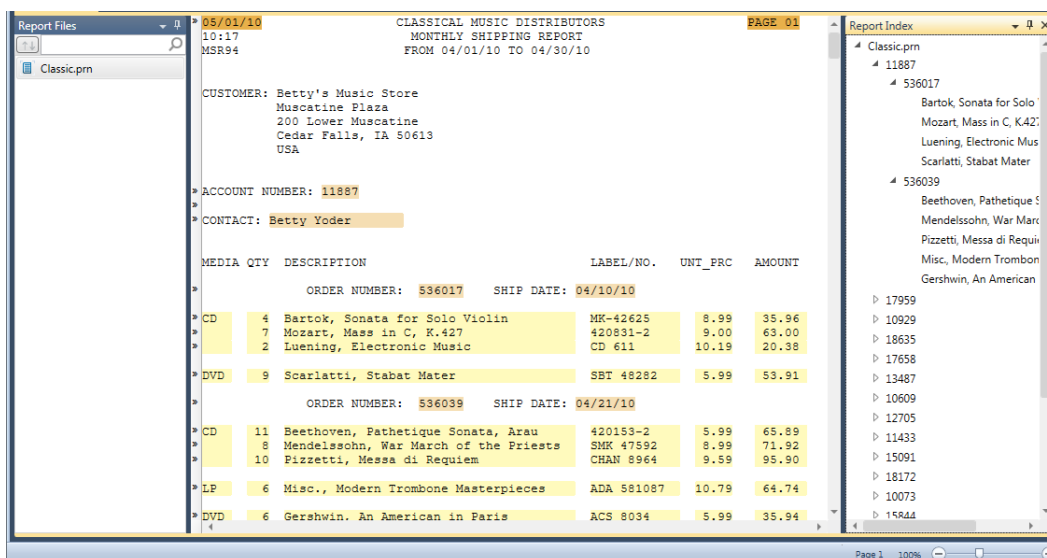 Report Files
Classic.prn
05/01/10 CLASSICAL MUSIC DISTRIBUTORS PAGE 01
10:17 MONTHLY SHIPPING REPORT
MSR94 FROM 04/01/10 TO 04/30/10
CUSTOMER: Betty's Music Store
Muscatine Plaza
200 Lower Muscatine
Cedar Falls, IA 50613
USA
ACCOUNT NUMBER: 11887
CONTACT: Betty Yoder
MEDIA QTY DESCRIPTION LABEL/NO. UNT_PRC AMOUNT
ORDER NUMBER: 536017 SHIP DATE: 04/10/10
CD 4 Bartok, Sonata for Solo Violin MK-42625 8.99 35.96
7 Mozart, Mass in C, K.427 420831-2 9.00 63.00
2 Luening, Electronic Music CD 611 10.19 20.38
DVD 9 Scarlatti, Stabat Mater SBT 48282 5.99 53.91
ORDER NUMBER: 536039 SHIP DATE: 04/21/10
CD 11 Beethoven, Pathetique Sonata, Arau 420153-2 5.99 65.89
8 Mendelssohn, War March of the Priests SMK 47592 8.99 71.92
10 Pizzetti, Messa di Requiem CHAN 8964 9.59 95.90
LP 6 Misc., Modern Trombone Masterpieces ADA 581087 10.79 64.74
DVD 6 Gershwin, An American in Paris ACS 8034 5.99 35.94
Report Index
Classic.prn
11887
536017
Bartok, Sonata for Solo
Mozart, Mass in C, K.427
Luening, Electronic Mus
Scarlatti, Stabat Mater
536039
Beethoven, Pathetique S
Mendelssohn, War Marc
Pizzetti, Messa di Requi
Misc., Modern Trombon
Gershwin, An American
17959
10929
18635
17658
13487
10609
12705
11433
15091
18172
10073
15844
Page 1 100%